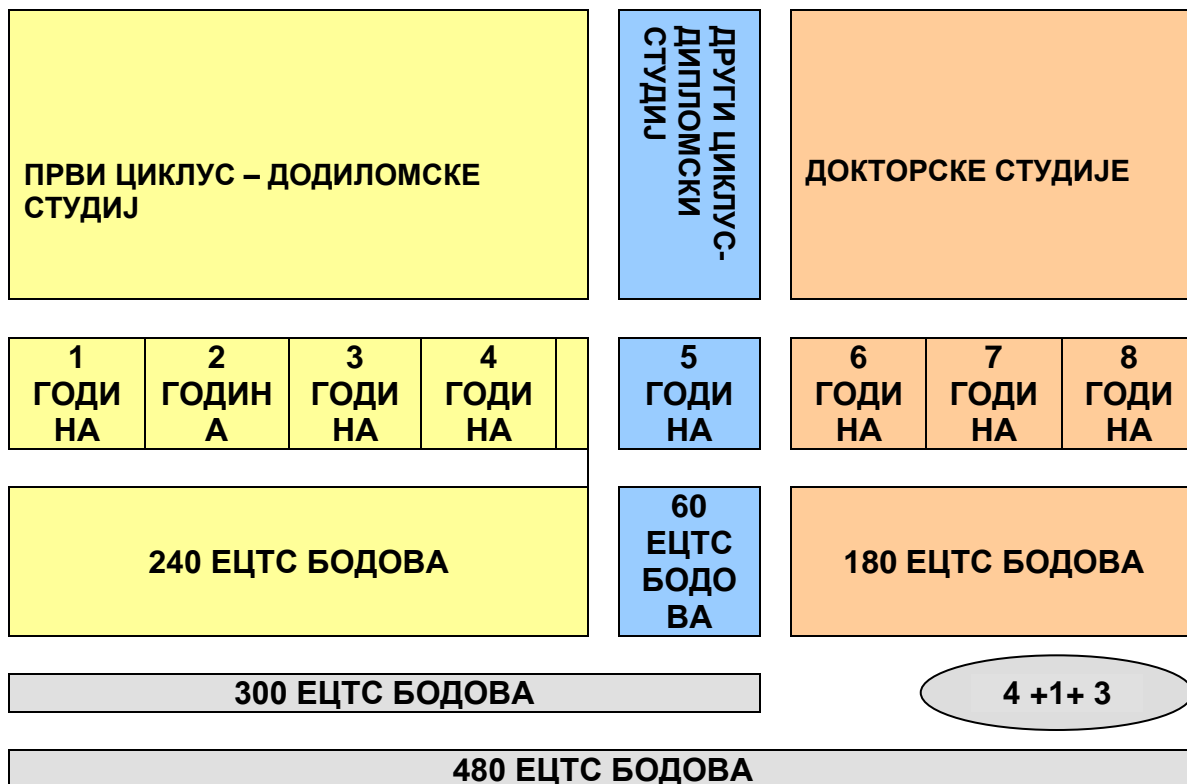 ПРВИ ЦИКЛУС – ДОДИЛОМСКЕ
СТУДИЈ
ДРУГИ ЦИКЛУС-
ДИПЛОМСКИ
СТУДИЈ
ДОКТОРСКЕ СТУДИЈЕ
1
ГОДИ
НА
2
ГОДИН
А
3
ГОДИ
НА
4
ГОДИ
НА
5
ГОДИ
НА
6
ГОДИ
НА
7
ГОДИ
НА
8
ГОДИ
НА
240 ЕЦТС БОДОВА
60
ЕЦТС
БОДО
ВА
180 ЕЦТС БОДОВА
300 ЕЦТС БОДОВА
4 +1+ 3
480 ЕЦТС БОДОВА